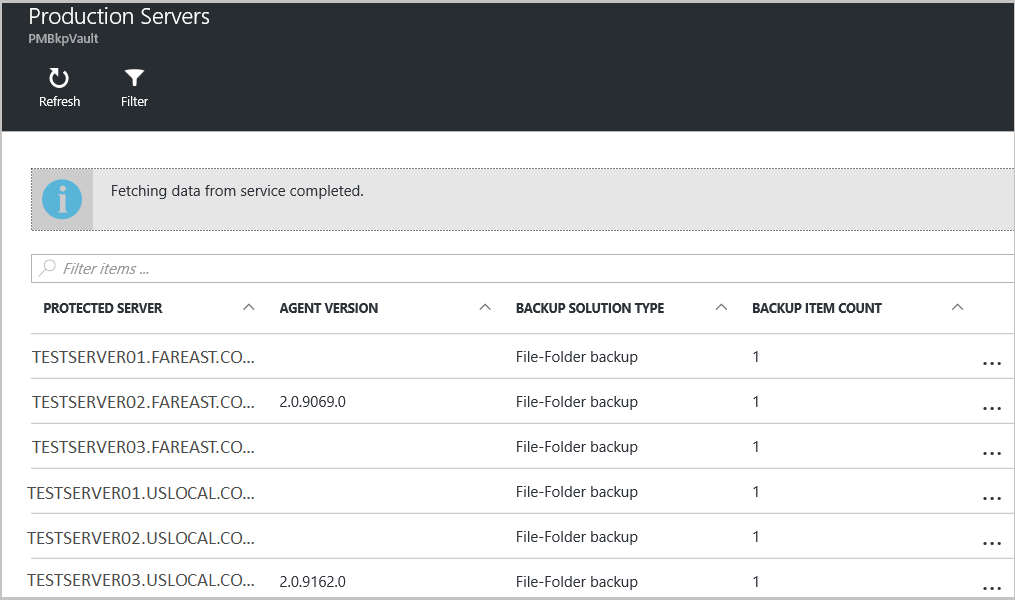 Production Servers
PMBkpVault
Refresh Filter
Fetching data from service completed.
Filter items ...
PROTECTED SERVER AGENT VERSION BACKUP SOLUTION TYPE BACKUP ITEM COUNT
TESTSERVER01.FAREAST.CO... File-Folder backup 1 ...
TESTSERVER02.FAREAST.CO... 2.0.9069.0 File-Folder backup 1 ...
TESTSERVER03.FAREAST.CO... File-Folder backup 1 ...
TESTSERVER01.USLOCAL.CO... File-Folder backup 1 ...
TESTSERVER02.USLOCAL.CO... File-Folder backup 1 ...
TESTSERVER03.USLOCAL.CO... 2.0.9162.0 File-Folder backup 1 ...